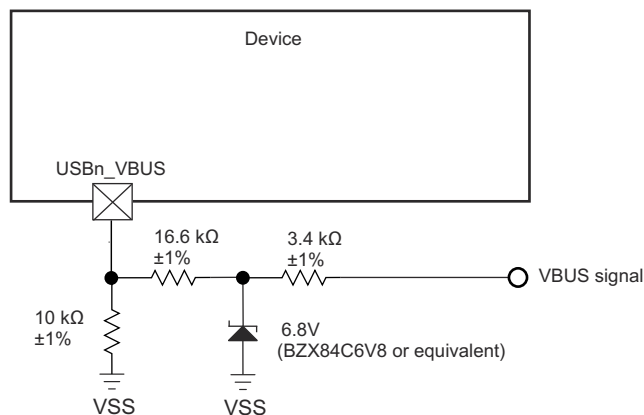 Device
USBn_VBUS
16.6 kΩ
±1%
3.4 kΩ
±1%
VBUS signal
10 kΩ
±1%
6.8V
(BZX84C6V8 or equivalent)
VSS
VSS